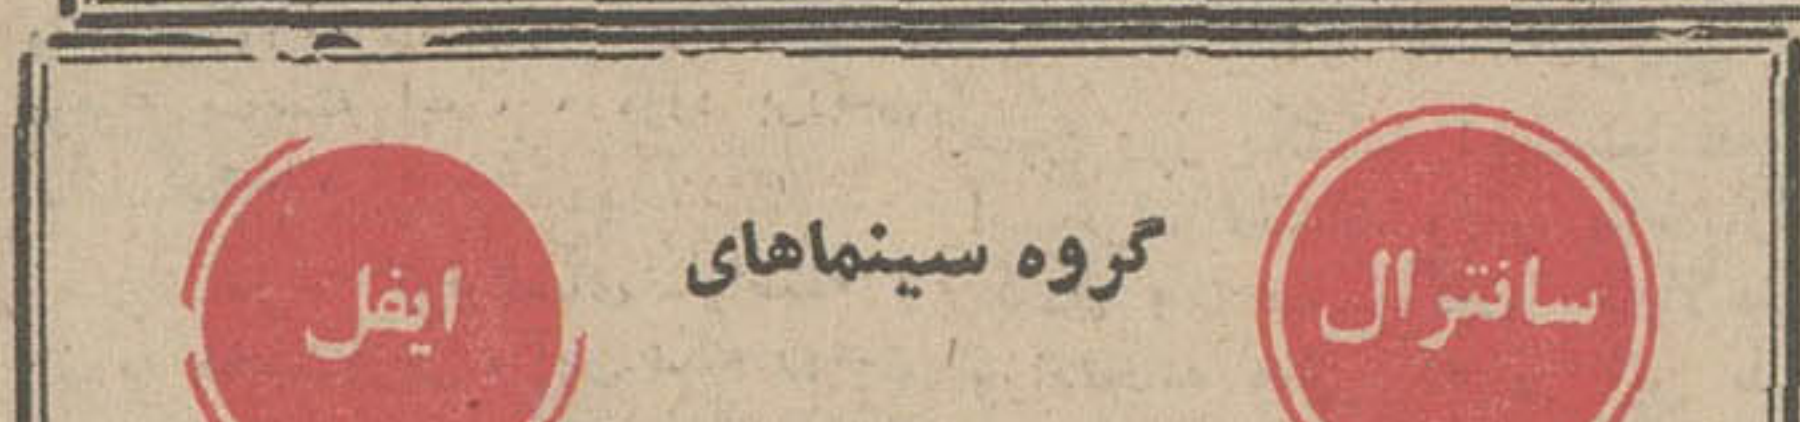 سانترال
گروه سینماهای
ایفل